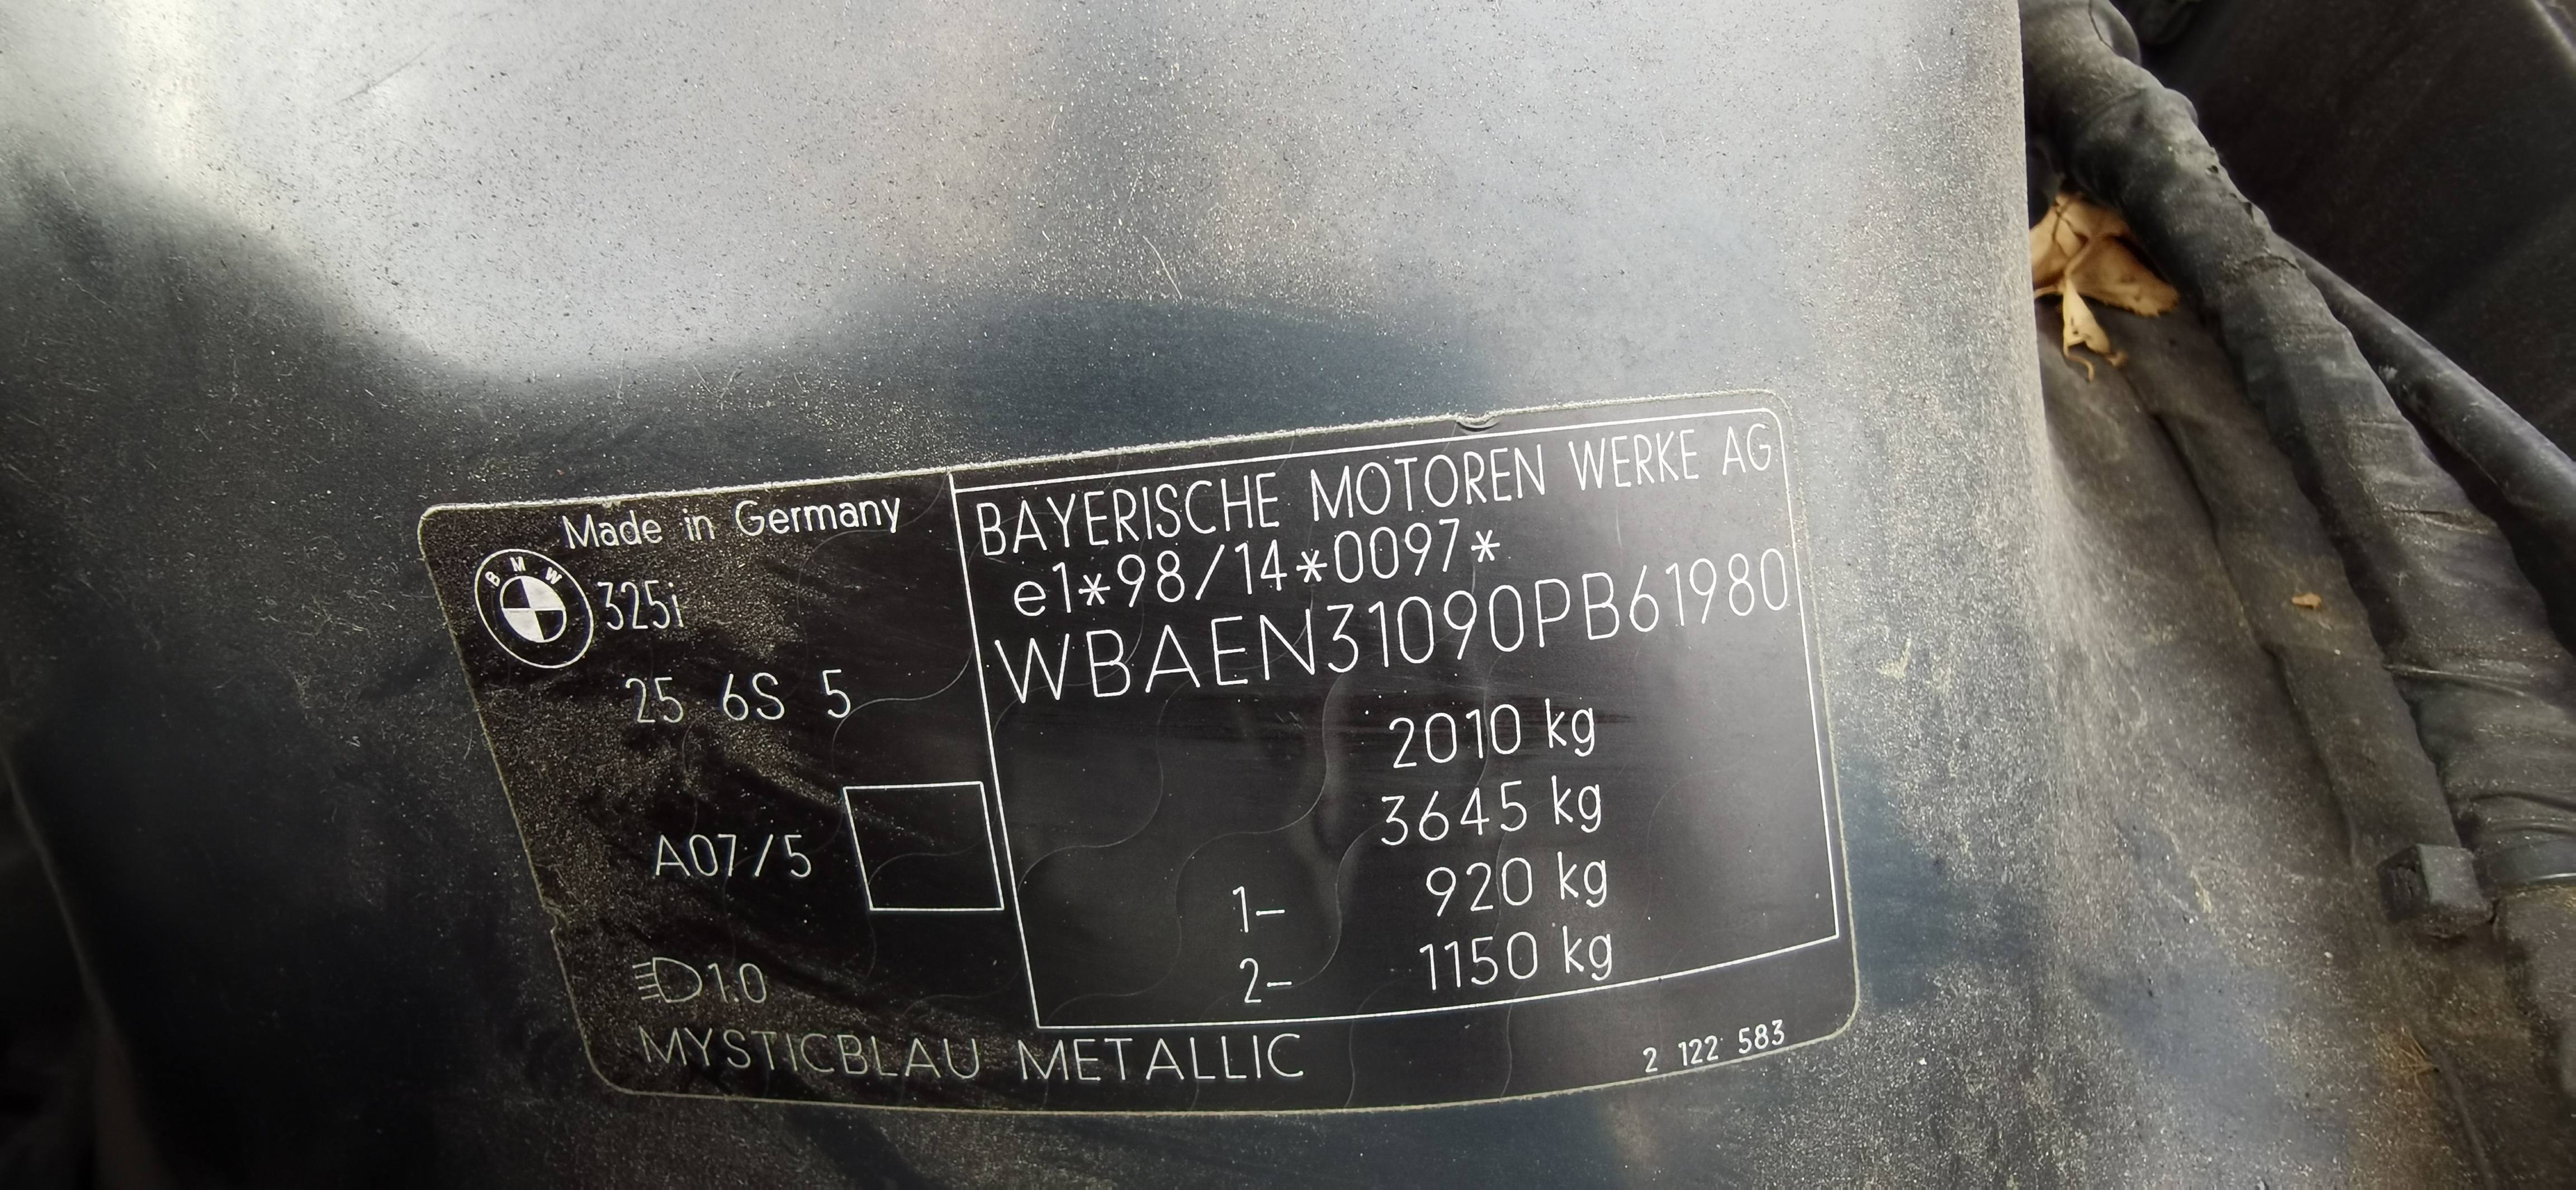 Made in Germany
BMW
325i
25 6S 5
A07/5
1.0
MYSTICBLAU METALLIC
BAYERISCHE MOTOREN WERKE AG
e1*98/14*0097*
WBAEN31090PB61980
2010 kg
3645 kg
1- 920 kg
2- 1150 kg
2 122 583